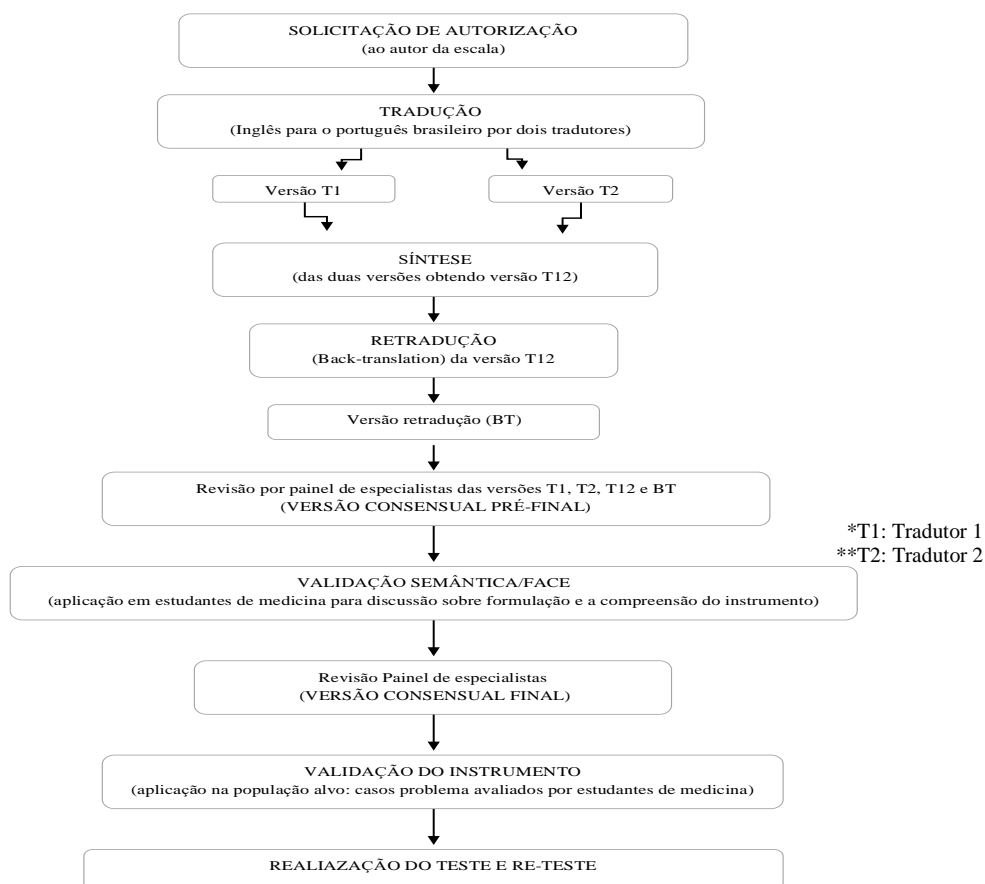 SOLICITAÇÃO DE AUTORIZAÇÃO
(ao autor da escala)
TRADUÇÃO
(Inglês para o português brasileiro por dois tradutores)
Versão T1
Versão T2
SÍNTESE
(das duas versões obtendo versão T12)
RETRADUÇÃO
(Back-translation) da versão T12
Versão retradução (BT)
Revisão por painel de especialistas das versões T1, T2, T12 e BT
(VERSÃO CONSENSUAL PRÉ-FINAL)
*T1: Tradutor 1
**T2: Tradutor 2
VALIDAÇÃO SEMÂNTICA/FACE
(aplicação em estudantes de medicina para discussão sobre formulação e a compreensão do instrumento)
Revisão Painel de especialistas
(VERSÃO CONSENSUAL FINAL)
VALIDAÇÃO DO INSTRUMENTO
(aplicação na população alvo: casos problema avaliados por estudantes de medicina)
REALIAZAÇÃO DO TESTE E RE-TESTE